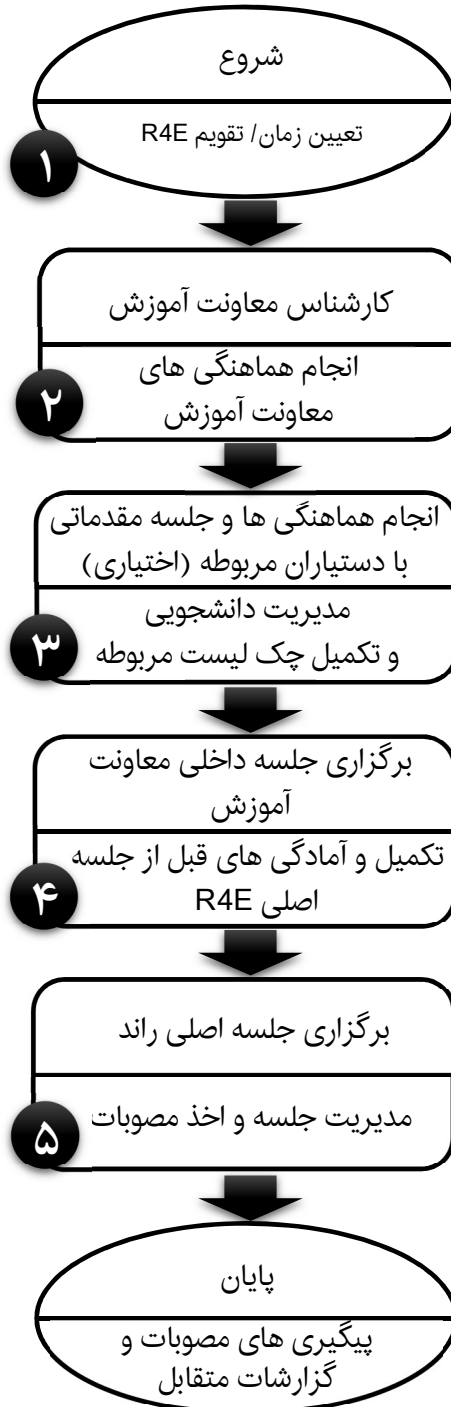 شروع
تعیین زمان/ تقویم R4E
۱
کارشناس معاونت آموزش
انجام هماهنگی های
معاونت آموزش
۲
انجام هماهنگی ها و جلسه مقدماتی
با دستیاران مربوطه (اختیاری)
مدیریت دانشجویی
و تکمیل چک لیست مربوطه
۳
برگزاری جلسه داخلی معاونت
آموزش
تکمیل و آمادگی های قبل از جلسه
اصلی R4E
۴
برگزاری جلسه اصلی راند
مدیریت جلسه و اخذ مصوبات
۵
پایان
پیگیری های مصوبات و
گزارشات متقابل